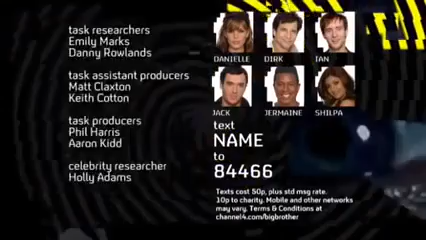 task researchers
Emily Marks
Danny Rowlands
task assistant producers
Matt Claxton
Keith Cotton
task producers
Phil Harris
Aaron Kidd
celebrity researcher
Holly Adams
DANIELLE DIRK IAN
JACK JERMAINE SHILPA
text
NAME
to
84466
Texts cost 50p, plus std msg rate.
10p to charity. Mobile and other networks
may vary. Terms & Conditions at
channel4.com/bigbrother